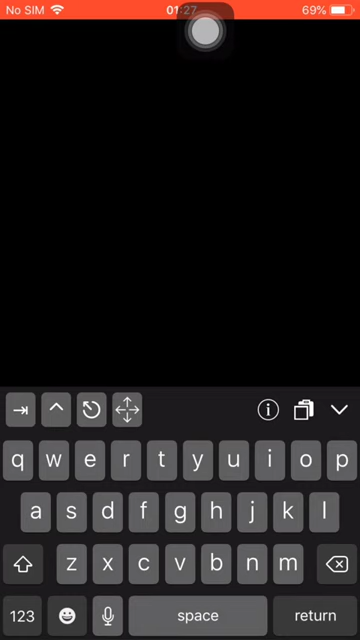 No SIM 01:27 69%
q w e r t y u i o p
a s d f g h j k l
z x c v b n m
123 space return